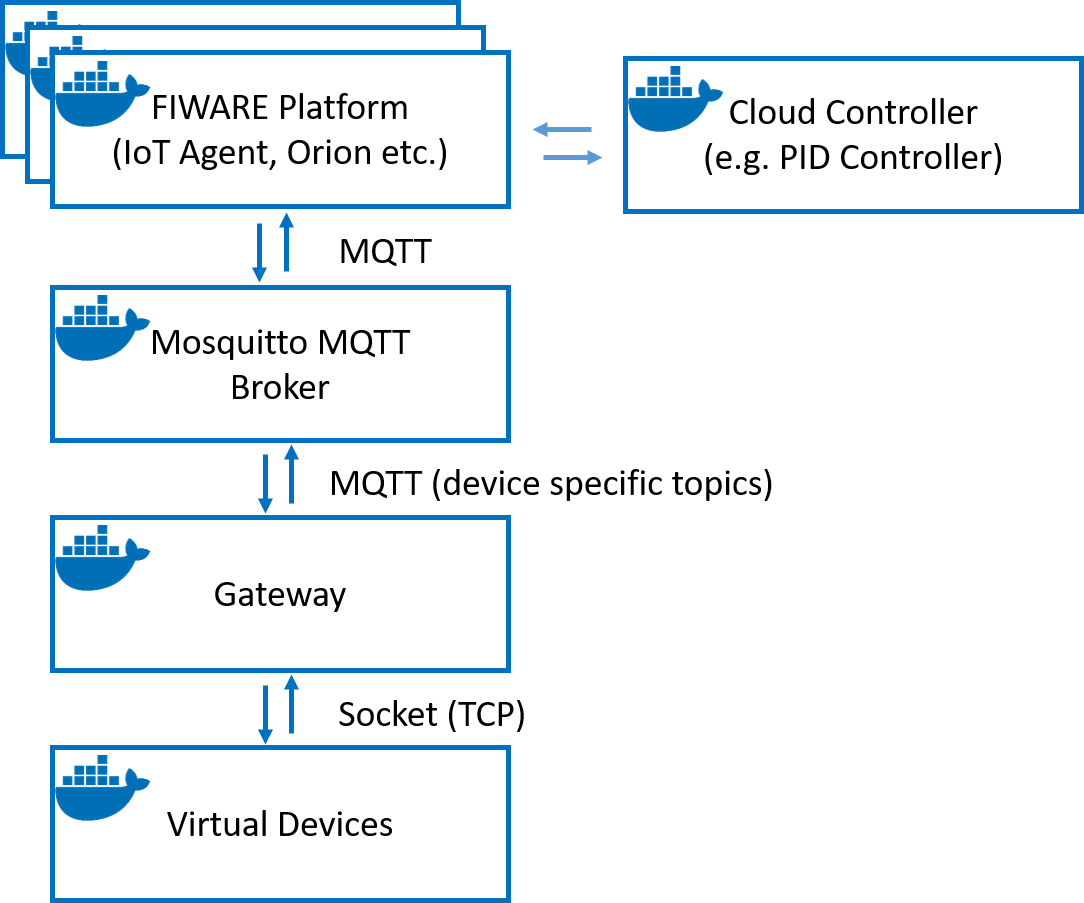 FIWARE Platform
(IoT Agent, Orion etc.)
Cloud Controller
(e.g. PID Controller)
MQTT
Mosquitto MQTT
Broker
MQTT (device specific topics)
Gateway
Socket (TCP)
Virtual Devices